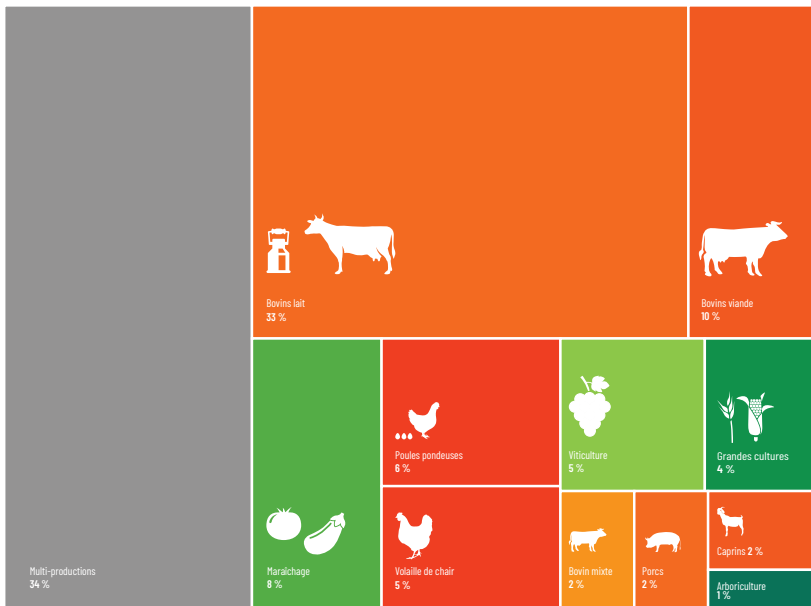 Bovins lait
33 %
Bovins viande
10 %
Poules pondeuses
6 %
Viticulture
5 %
Grandes cultures
4 %
Multi-productions
34 %
Maraîchage
8 %
Volaille de chair
5 %
Bovin mixte
2 %
Porcs
2 %
Caprins 2 %
Arboriculture
1 %